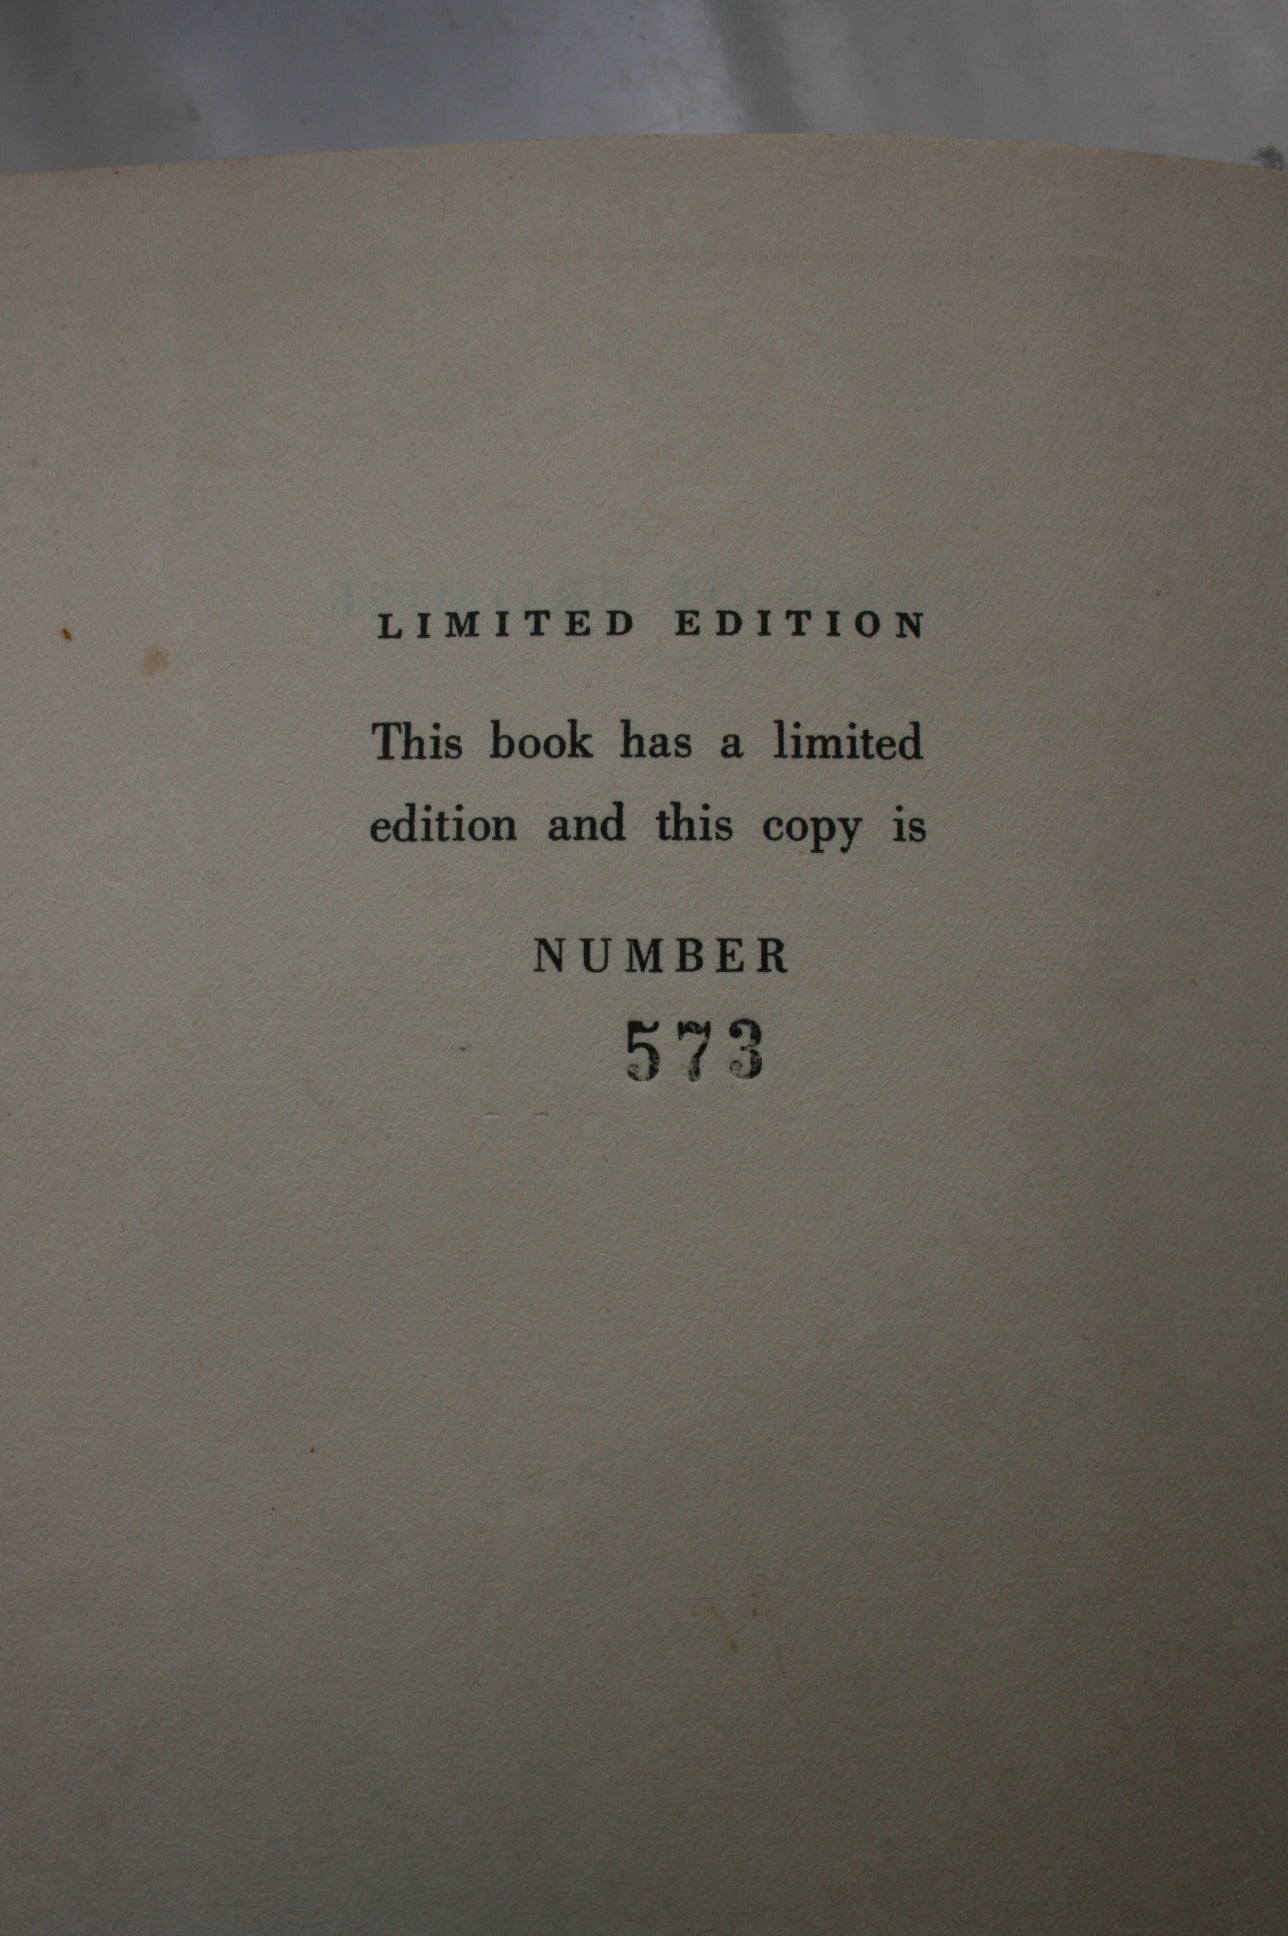 LIMITED EDITION
This book has a limited
edition and this copy is
NUMBER
573